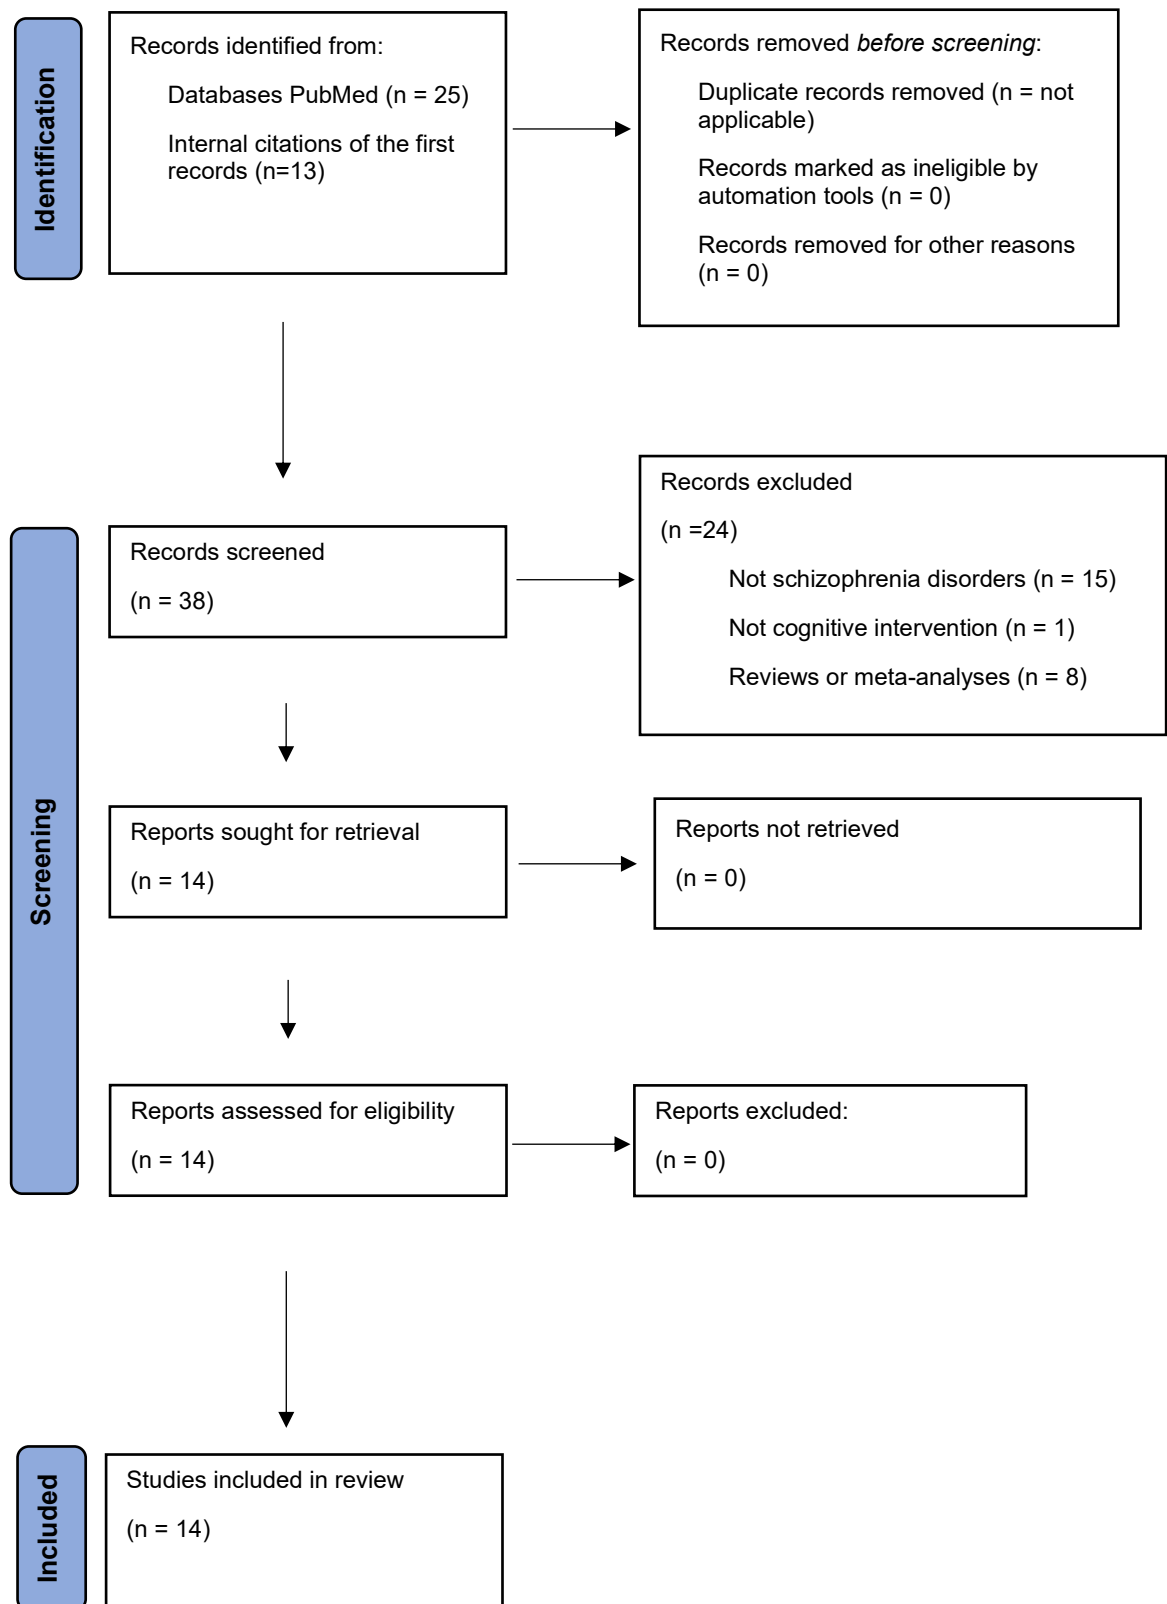 Identification
Records identified from:
Databases PubMed (n = 25)
Internal citations of the first
records (n=13)
Records removed before screening:
Duplicate records removed (n = not
applicable)
Records marked as ineligible by
automation tools (n = 0)
Records removed for other reasons
(n = 0)
Screening
Records screened
(n = 38)
Records excluded
(n =24)
Not schizophrenia disorders (n = 15)
Not cognitive intervention (n = 1)
Reviews or meta-analyses (n = 8)
Reports sought for retrieval
(n = 14)
Reports not retrieved
(n = 0)
Reports assessed for eligibility
(n = 14)
Reports excluded:
(n = 0)
Included
Studies included in review
(n = 14)